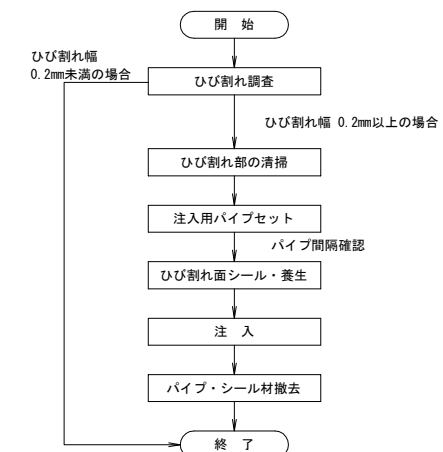 開　始
ひび割れ幅
0.2mm未満の場合
ひび割れ調査
ひび割れ幅 0.2mm以上の場合
ひび割れ部の清掃
注入用パイプセット
パイプ間隔確認
ひび割れ面シール・養生
注　入
パイプ・シール材撤去
終　了